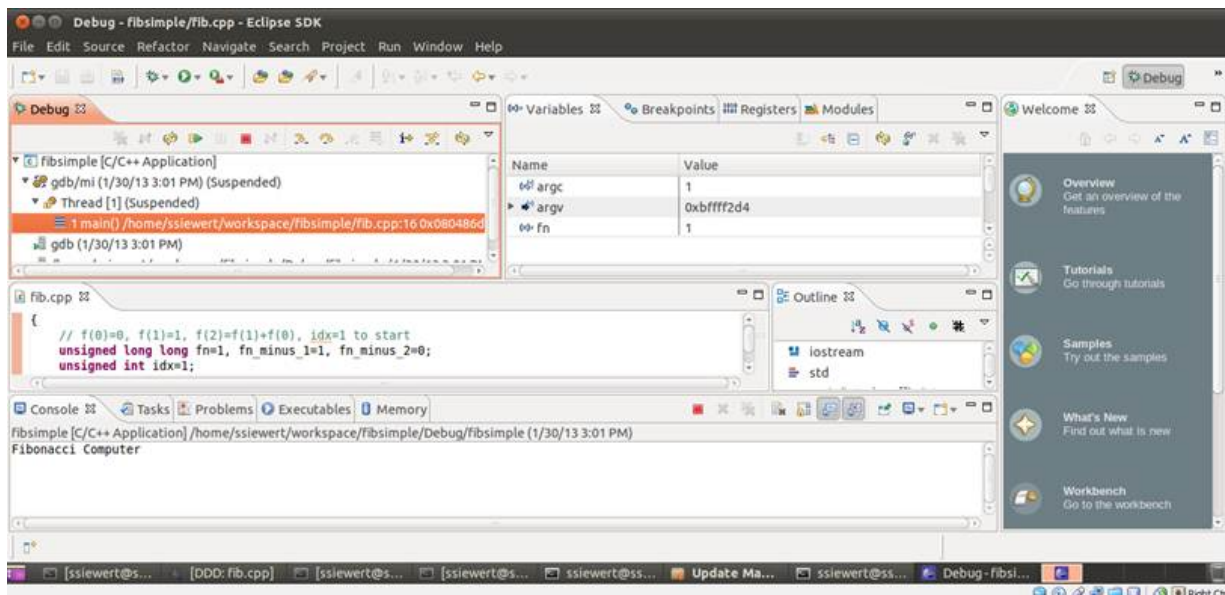 Debug - fibsimple/fib.cpp - Eclipse SDK
File Edit Source Refactor Navigate Search Project Run Window Help
Debug
Debug
Variables Breakpoints Registers Modules
Welcome
fibsimple [C/C++ Application]
gdb/mi (1/30/13 3:01 PM) (Suspended)
Thread [1] (Suspended)
1 main() /home/ssiewert/workspace/fibsimple/fib.cpp:16 0x080486d
gdb (1/30/13 3:01 PM)
Name Value
argc 1
argv 0xbffff2d4
fn 1
Overview
Get an overview of the
features
Tutorials
Go through tutorials
Samples
Try out the samples
What's New
Find out what is new
Workbench
Go to the workbench
fib.cpp
{
// f(0)=0, f(1)=1, f(2)=f(1)+f(0), idx=1 to start
unsigned long long fn=1, fn_minus_1=1, fn_minus_2=0;
unsigned int idx=1;
Outline
iostream
std
Console Tasks Problems Executables Memory
fibsimple [C/C++ Application] /home/ssiewert/workspace/fibsimple/Debug/fibsimple (1/30/13 3:01 PM)
Fibonacci Computer
[ssiewert@s... [DDD: fib.cpp] [ssiewert@s... [ssiewert@s... ssiewert@ss... Update Ma... ssiewert@ss... Debug - fibsi...
Right